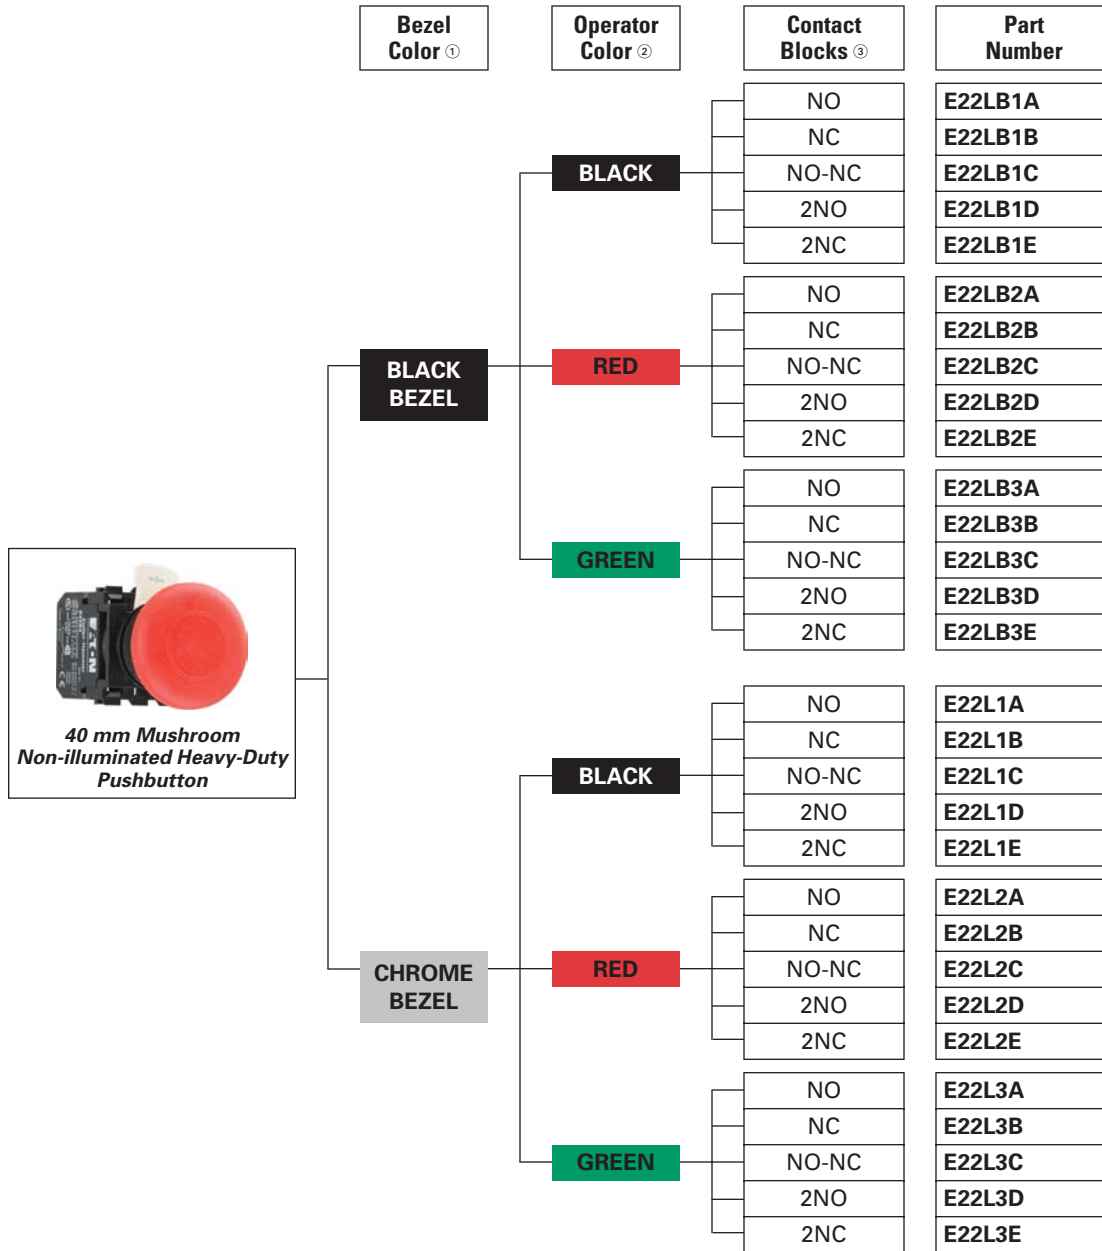 Bezel
Color ①
Operator
Color ②
Contact
Blocks ③
Part
Number
NO E22LB1A
NC E22LB1B
BLACK NO-NC E22LB1C
2NO E22LB1D
2NC E22LB1E
NO E22LB2A
NC E22LB2B
BLACK
BEZEL
RED NO-NC E22LB2C
2NO E22LB2D
2NC E22LB2E
NO E22LB3A
NC E22LB3B
GREEN NO-NC E22LB3C
2NO E22LB3D
2NC E22LB3E
E·T·N
40 mm Mushroom
Non-illuminated Heavy-Duty
Pushbutton
NO E22L1A
NC E22L1B
BLACK NO-NC E22L1C
2NO E22L1D
2NC E22L1E
NO E22L2A
NC E22L2B
CHROME
BEZEL
RED NO-NC E22L2C
2NO E22L2D
2NC E22L2E
NO E22L3A
NC E22L3B
GREEN NO-NC E22L3C
2NO E22L3D
2NC E22L3E